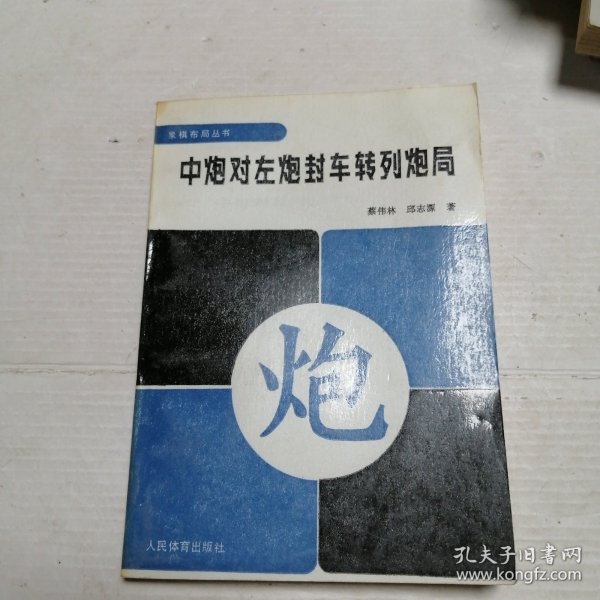 象棋布局丛书
中炮对左炮封车转列炮局
蔡伟林 邱志源 著
炮
人民体育出版社
孔夫子旧书网
www.kongfz.com